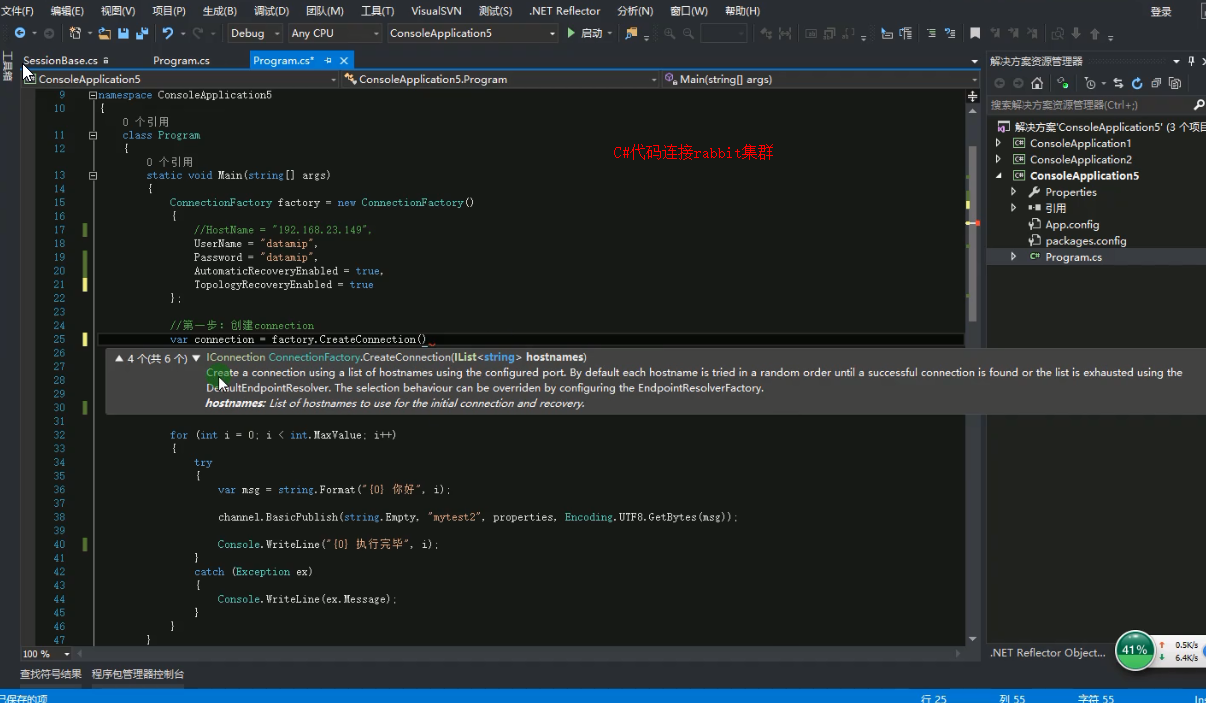 文件(F) 编辑(E) 视图(V) 项目(P) 生成(B) 调试(D) 团队(M) 工具(T) VisualSVN 测试(S) .NET Reflector 分析(N) 窗口(W) 帮助(H) 登录
Debug Any CPU ConsoleApplication5 启动
工具箱
SessionBase.cs Program.cs Program.cs*
ConsoleApplication5 ConsoleApplication5.Program Main(string[] args)
9 namespace ConsoleApplication5
10 {
0 个引用
11 class Program
12 {
0 个引用
C#代码连接rabbit集群
13 static void Main(string[] args)
14 {
15 ConnectionFactory factory = new ConnectionFactory()
16 {
17 //HostName = "192.168.23.149",
18 UserName = "datamip",
19 Password = "datamip",
20 AutomaticRecoveryEnabled = true,
21 TopologyRecoveryEnabled = true
22 };
23
24 //第一步：创建connection
25 var connection = factory.CreateConnection()
26 ▲ 4 个(共 6 个) ▼ IConnection ConnectionFactory.CreateConnection(IList<string> hostnames)
27 Create a connection using a list of hostnames using the configured port. By default each hostname is tried in a random order until a successful connection is found or the list is exhausted using the
28 DefaultEndpointResolver. The selection behaviour can be overriden by configuring the EndpointResolverFactory.
29 hostnames: List of hostnames to use for the initial connection and recovery.
30
31
32 for (int i = 0; i < int.MaxValue; i++)
33 {
34 try
35 {
36 var msg = string.Format("{0} 你好", i);
37
38 channel.BasicPublish(string.Empty, "mytest2", properties, Encoding.UTF8.GetBytes(msg));
39
40 Console.WriteLine("{0} 执行完毕", i);
41 }
42 catch (Exception ex)
43 {
44 Console.WriteLine(ex.Message);
45 }
46 }
47 }
100 %
查找符号结果 程序包管理器控制台
解决方案资源管理器
搜索解决方案资源管理器(Ctrl+;)
解决方案'ConsoleApplication5' (3 个项目
ConsoleApplication1
ConsoleApplication2
ConsoleApplication5
Properties
引用
App.config
packages.config
Program.cs
.NET Reflector Object...
41%
0.5K/s
6.4K/s
已保存的项 行 25 列 55 字符 55 Ins